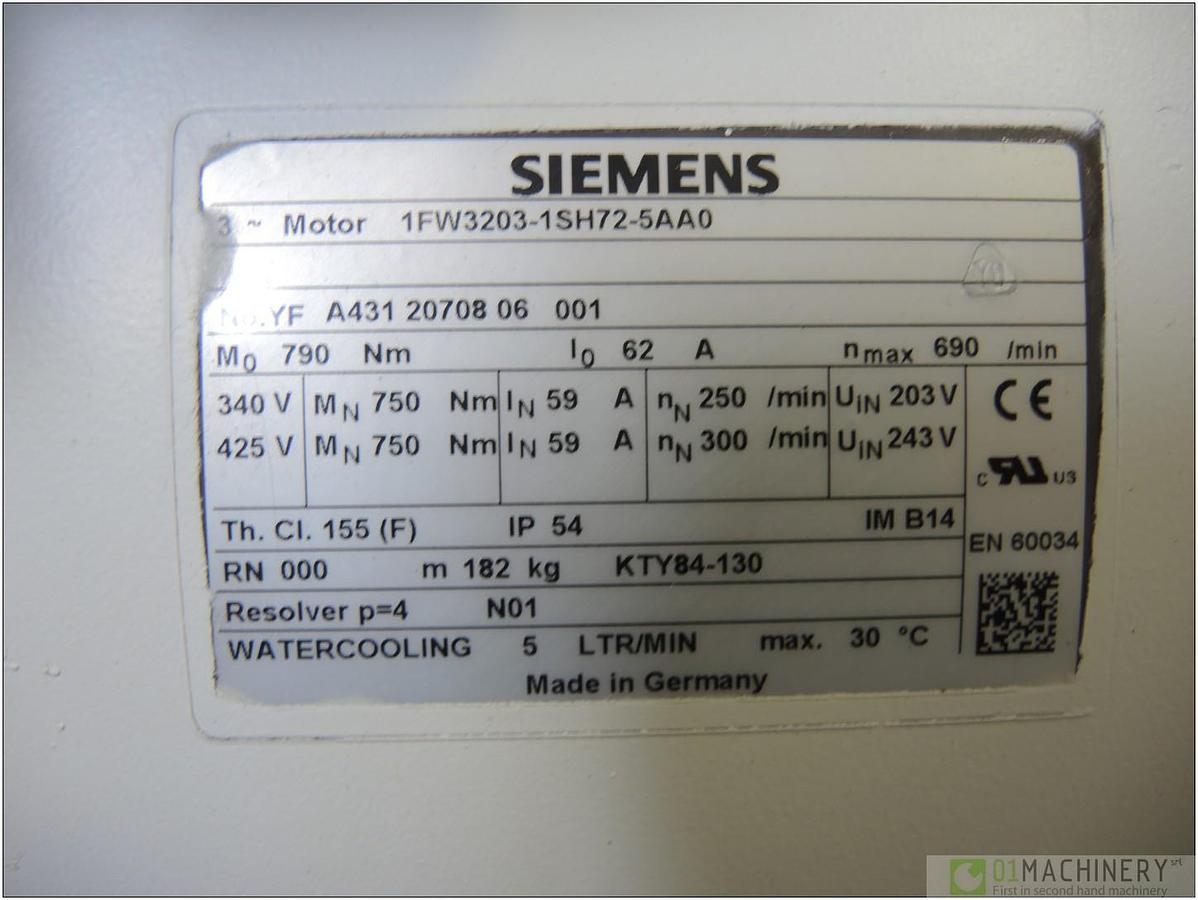 SIEMENS
3 ~ Motor 1FW3203-1SH72-5AA0
No.YF A431 20708 06 001
M0 790 Nm I0 62 A nmax 690 /min
340 V MN 750 Nm IN 59 A nN 250 /min UIN 203 V
425 V MN 750 Nm IN 59 A nN 300 /min UIN 243 V
CE
c RU US
Th. Cl. 155 (F) IP 54 IM B14
EN 60034
RN 000 m 182 kg KTY84-130
Resolver p=4 N01
WATERCOOLING 5 LTR/MIN max. 30 °C
Made in Germany
01MACHINERY srl
First in second hand machinery